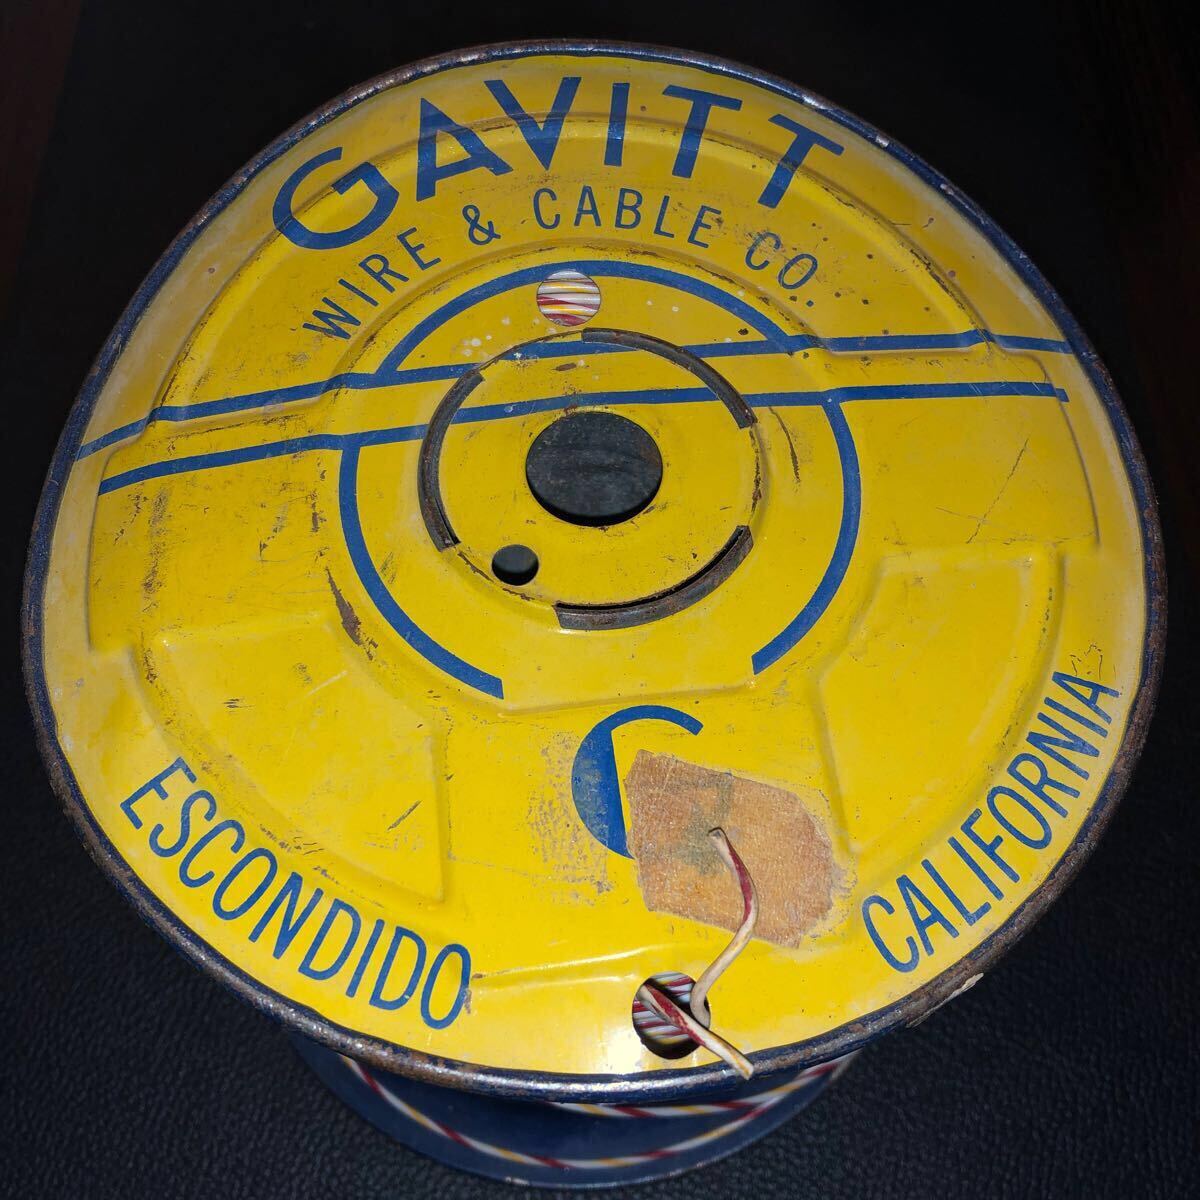 GAVITT
WIRE & CABLE CO.
ESCONDIDO
CALIFORNIA